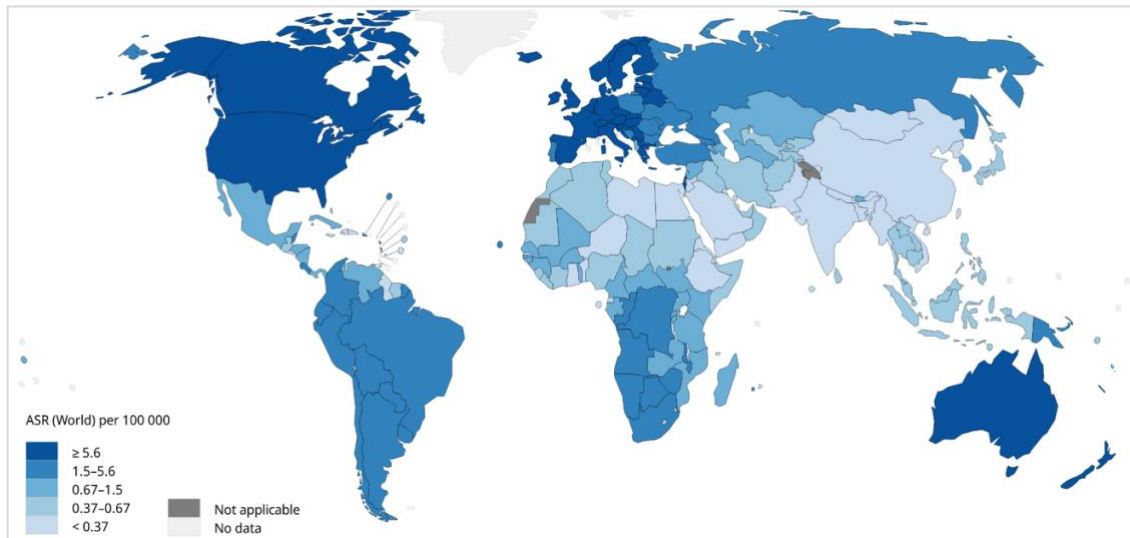 ASR (World) per 100 000
≥ 5.6
1.5–5.6
0.67–1.5
0.37–0.67
< 0.37
Not applicable
No data